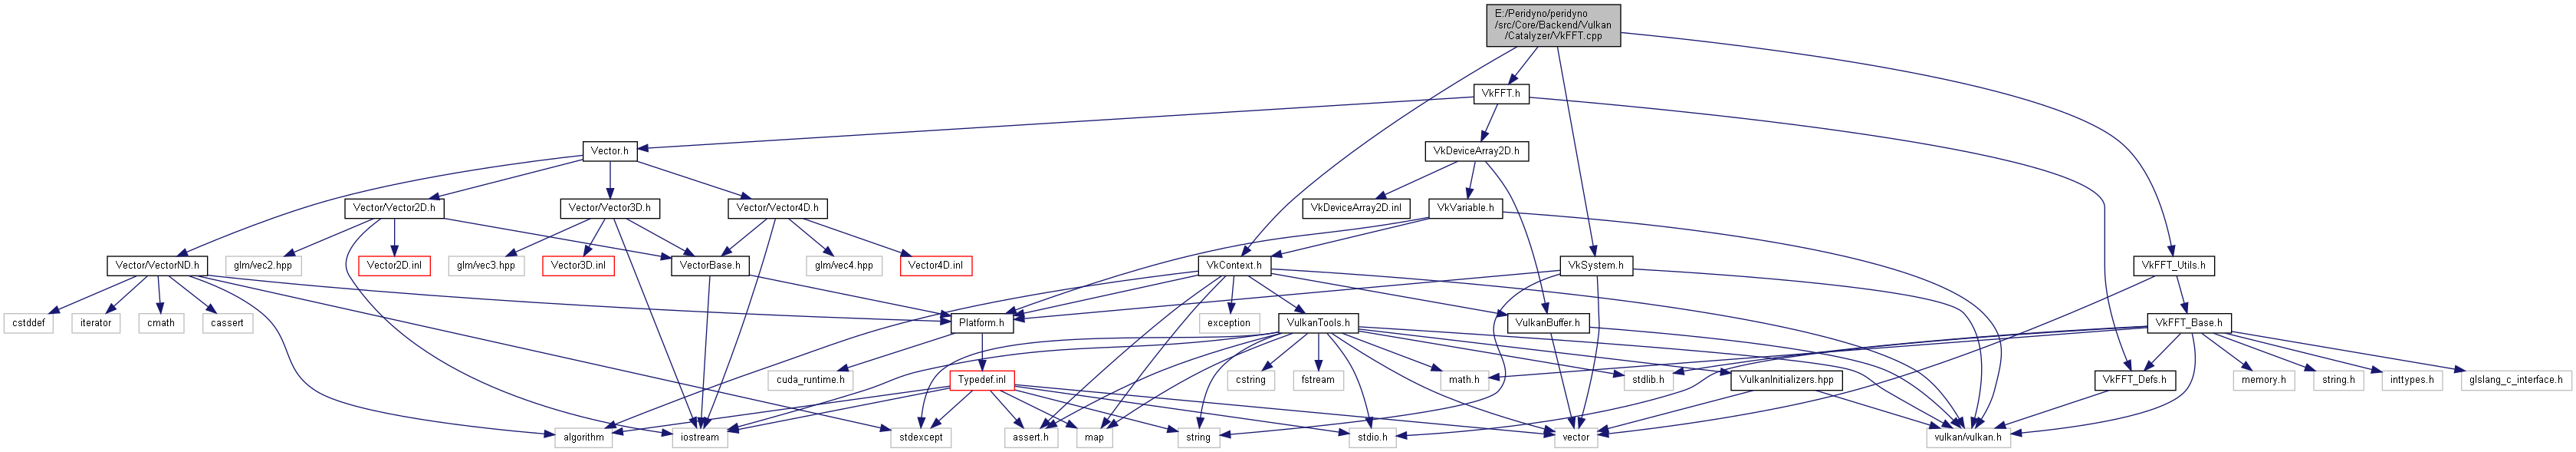 E:/Peridyno/peridyno
/src/Core/Backend/Vulkan
/Catalyzer/VkFFT.cpp
VkFFT.h
Vector.h
VkDeviceArray2D.h
Vector/Vector2D.h
Vector/Vector3D.h
Vector/Vector4D.h
VkDeviceArray2D.inl
VkVariable.h
Vector/VectorND.h
glm/vec2.hpp
Vector2D.inl
glm/vec3.hpp
Vector3D.inl
VectorBase.h
glm/vec4.hpp
Vector4D.inl
VkContext.h
VkSystem.h
VkFFT_Utils.h
cstddef
iterator
cmath
cassert
Platform.h
exception
VulkanTools.h
VulkanBuffer.h
VkFFT_Base.h
cuda_runtime.h
Typedef.inl
cstring
fstream
math.h
stdlib.h
VulkanInitializers.hpp
VkFFT_Defs.h
memory.h
string.h
inttypes.h
glslang_c_interface.h
algorithm
iostream
stdexcept
assert.h
map
string
stdio.h
vector
vulkan/vulkan.h